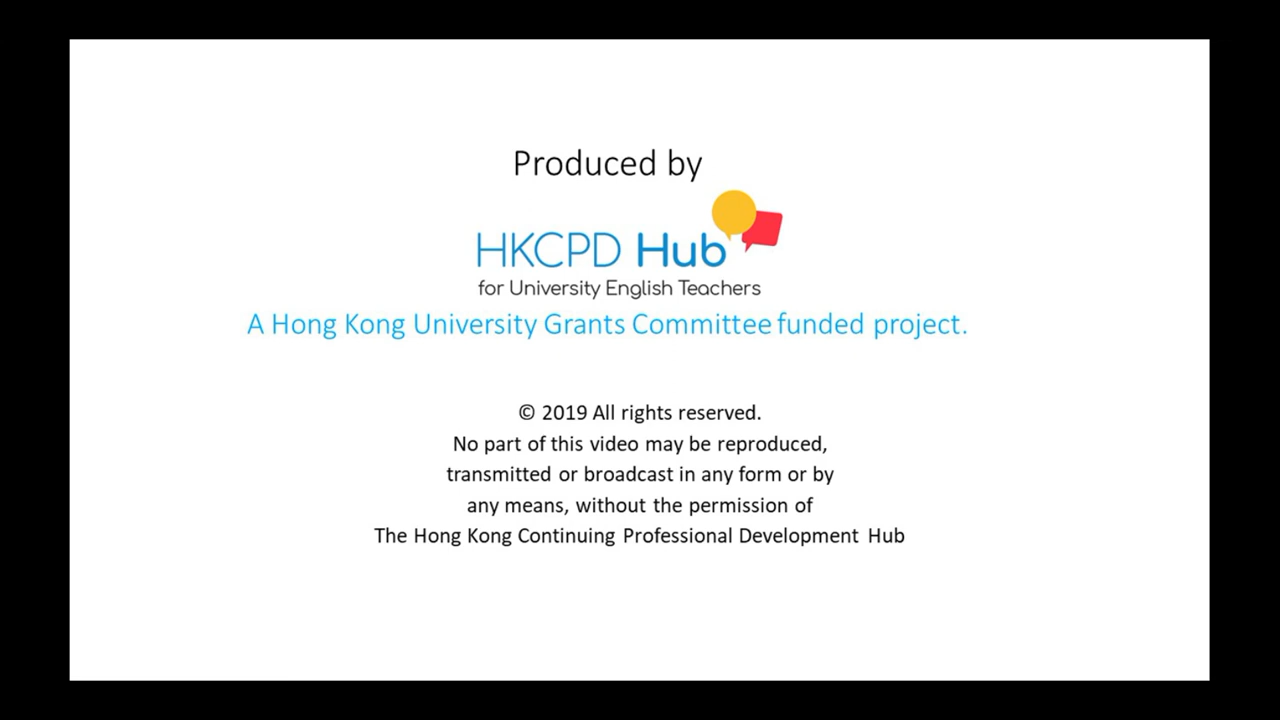 Produced by
HKCPD Hub
for University English Teachers
A Hong Kong University Grants Committee funded project.
© 2019 All rights reserved.
No part of this video may be reproduced,
transmitted or broadcast in any form or by
any means, without the permission of
The Hong Kong Continuing Professional Development Hub